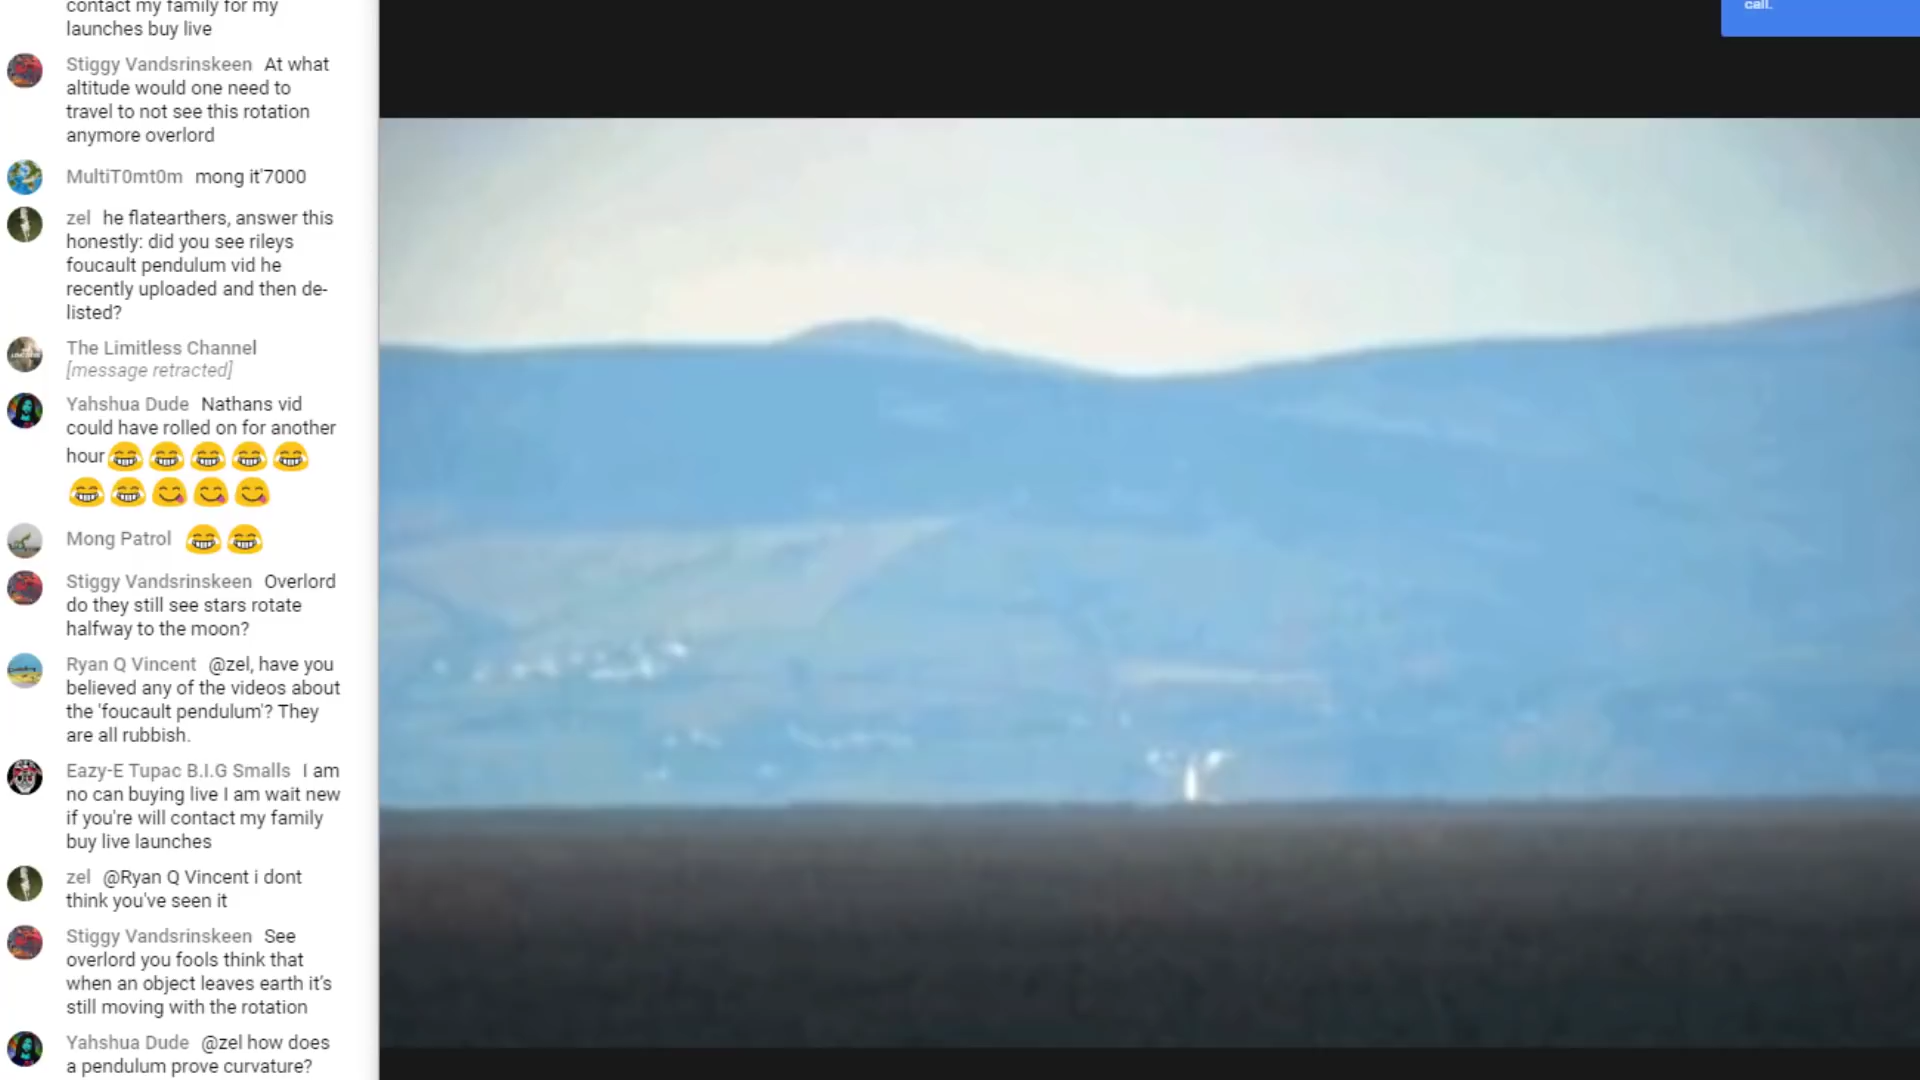 contact my family for my
launches buy live
Stiggy Vandsrinskeen At what
altitude would one need to
travel to not see this rotation
anymore overlord
MultiT0mt0m mong it'7000
zel he flatearthers, answer this
honestly: did you see rileys
foucault pendulum vid he
recently uploaded and then de-
listed?
The Limitless Channel
[message retracted]
Yahshua Dude Nathans vid
could have rolled on for another
hour😂😂😂😂😂
😂😂😋😋😋
Mong Patrol 😂😂
Stiggy Vandsrinskeen Overlord
do they still see stars rotate
halfway to the moon?
Ryan Q Vincent @zel, have you
believed any of the videos about
the 'foucault pendulum'? They
are all rubbish.
Eazy-E Tupac B.I.G Smalls I am
no can buying live I am wait new
if you're will contact my family
buy live launches
zel @Ryan Q Vincent i dont
think you've seen it
Stiggy Vandsrinskeen See
overlord you fools think that
when an object leaves earth it's
still moving with the rotation
Yahshua Dude @zel how does
a pendulum prove curvature?
call.